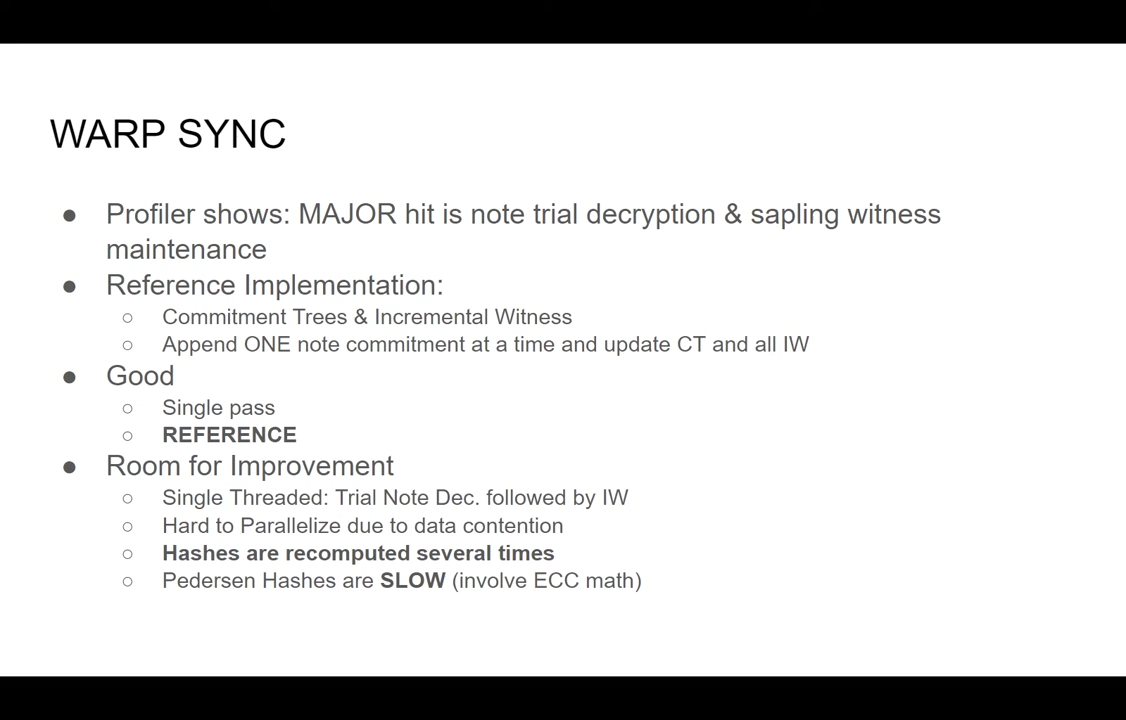 WARP SYNC
● Profiler shows: MAJOR hit is note trial decryption & sapling witness
maintenance
● Reference Implementation:
○ Commitment Trees & Incremental Witness
○ Append ONE note commitment at a time and update CT and all IW
● Good
○ Single pass
○ REFERENCE
● Room for Improvement
○ Single Threaded: Trial Note Dec. followed by IW
○ Hard to Parallelize due to data contention
○ Hashes are recomputed several times
○ Pedersen Hashes are SLOW (involve ECC math)